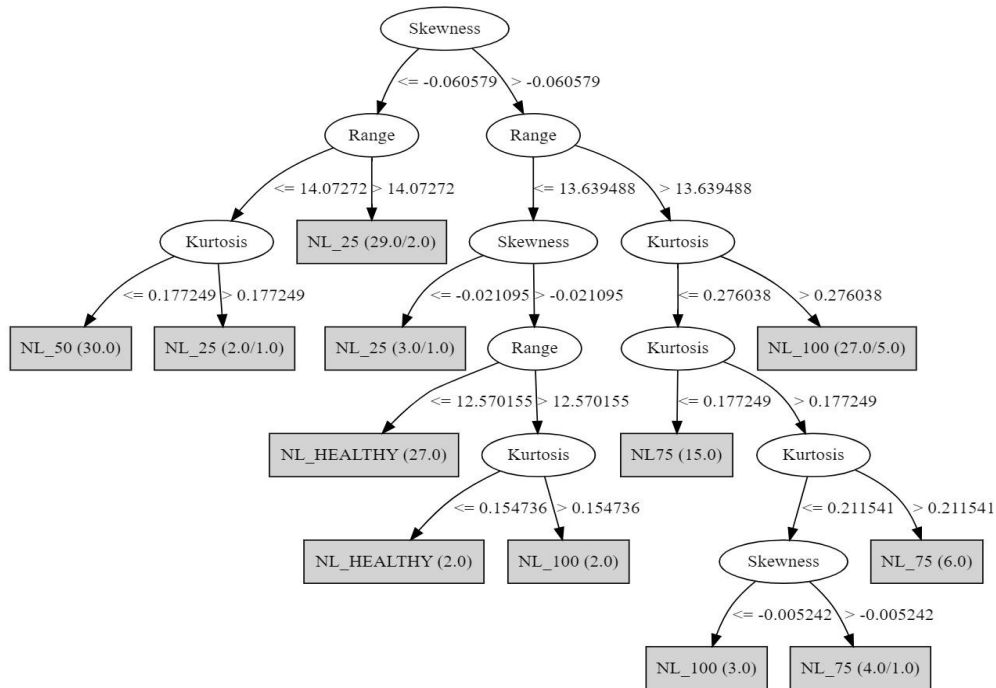 Skewness
<= -0.060579 > -0.060579
Range Range
<= 14.07272 > 14.07272 <= 13.639488 > 13.639488
Kurtosis NL_25 (29.0/2.0) Skewness Kurtosis
<= 0.177249 > 0.177249 <= -0.021095 > -0.021095 <= 0.276038 > 0.276038
NL_50 (30.0) NL_25 (2.0/1.0) NL_25 (3.0/1.0) Range Kurtosis NL_100 (27.0/5.0)
<= 12.570155 > 12.570155 <= 0.177249 > 0.177249
NL_HEALTHY (27.0) Kurtosis NL75 (15.0) Kurtosis
<= 0.154736 > 0.154736 <= 0.211541 > 0.211541
NL_HEALTHY (2.0) NL_100 (2.0) Skewness NL_75 (6.0)
<= -0.005242 > -0.005242
NL_100 (3.0) NL_75 (4.0/1.0)